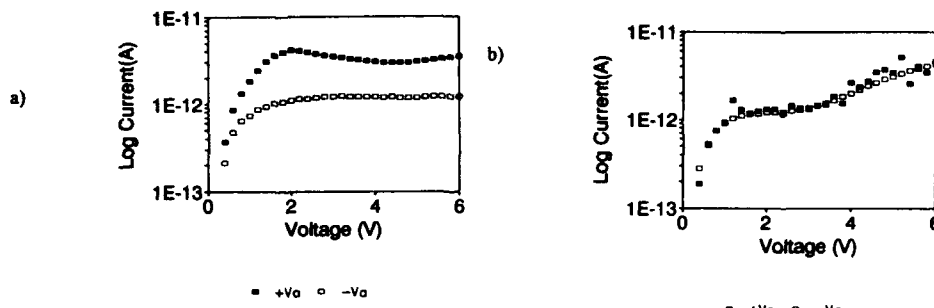 a)
Log Current(A)
1E-11
1E-12
1E-13
0
2
4
6
Voltage (V)
■ +Va □ -Va
b)
Log Current(A)
1E-11
1E-12
1E-13
0
2
4
6
Voltage (V)